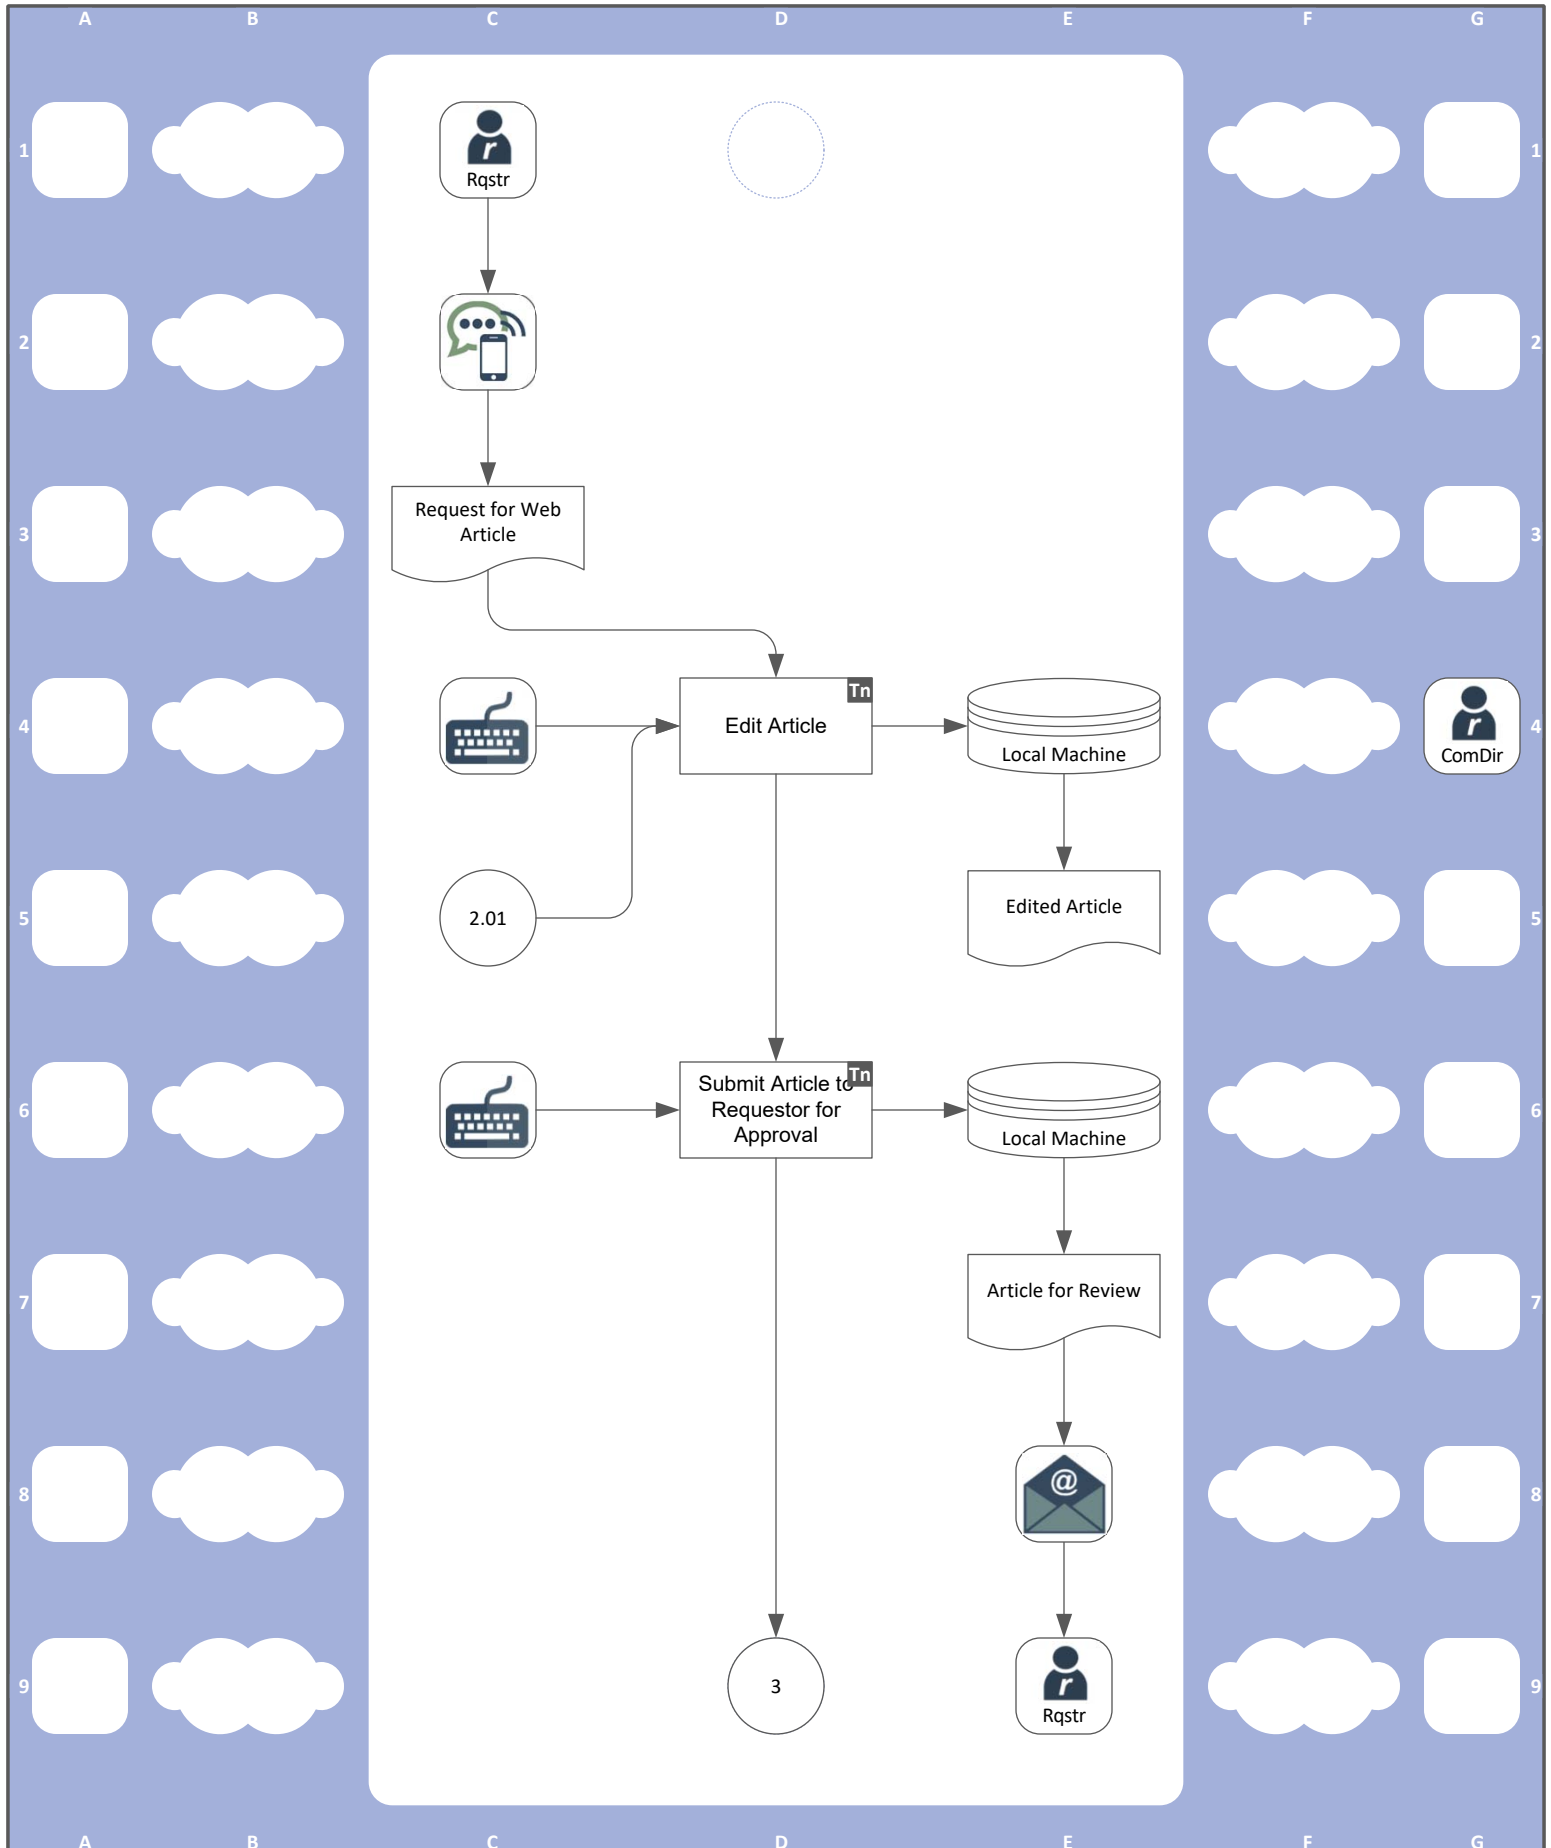 A B C D E F G
1 1
r
Rqstr
2 2
Request for Web
3 Article 3
Tn
4 Edit Article r 4
Local Machine ComDir
5 2.01 Edited Article 5
Tn
Submit Article to
6 Requestor for 6
Approval Local Machine
7 Article for Review 7
@
8 8
9 3 r 9
Rqstr
A B C D E F G